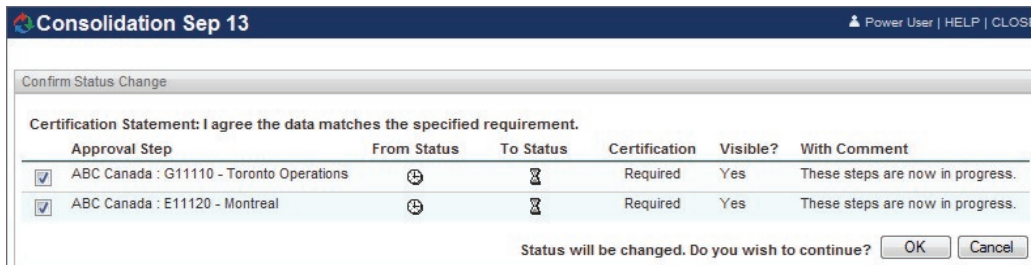 Consolidation Sep 13
Power User | HELP | CLOSE
Confirm Status Change
Certification Statement: I agree the data matches the specified requirement.
Approval Step From Status To Status Certification Visible? With Comment
ABC Canada : G11110 - Toronto Operations Required Yes These steps are now in progress.
ABC Canada : E11120 - Montreal Required Yes These steps are now in progress.
Status will be changed. Do you wish to continue? OK Cancel